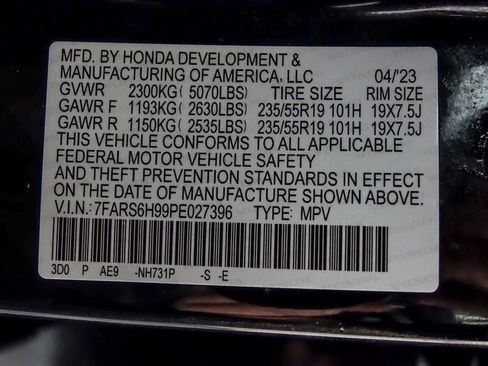 MFD. BY HONDA DEVELOPMENT &
MANUFACTURING OF AMERICA, LLC 04/'23
GVWR 2300KG( 5070LBS) TIRE SIZE RIM SIZE
GAWR F 1193KG( 2630LBS) 235/55R19 101H 19X7.5J
GAWR R 1150KG( 2535LBS) 235/55R19 101H 19X7.5J
THIS VEHICLE CONFORMS TO ALL APPLICABLE
FEDERAL MOTOR VEHICLE SAFETY
AND THEFT PREVENTION STANDARDS IN EFFECT
ON THE DATE OF MANUFACTURE SHOWN ABOVE.
V.I.N.: 7FARS6H99PE027396 TYPE: MPV
3D0 P AE9 -NH731P -S -E